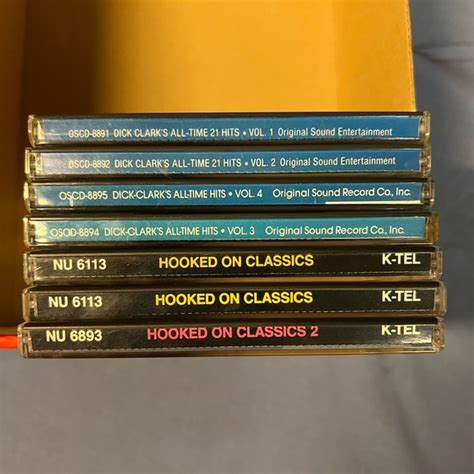 OSCD-8891 DICK CLARK'S ALL-TIME 21 HITS • VOL. 1 Original Sound Entertainment
OSCD-8892 DICK CLARK'S ALL-TIME 21 HITS • VOL. 2 Original Sound Entertainment
OSCD-8895 DICK-CLARK'S ALL-TIME HITS • VOL. 4 Original Sound Record Co., Inc.
OSCD-8894 DICK-CLARK'S ALL-TIME HITS • VOL. 3 Original Sound Record Co., Inc.
NU 6113 HOOKED ON CLASSICS K-TEL
NU 6113 HOOKED ON CLASSICS K-TEL
NU 6893 HOOKED ON CLASSICS 2 K-TEL